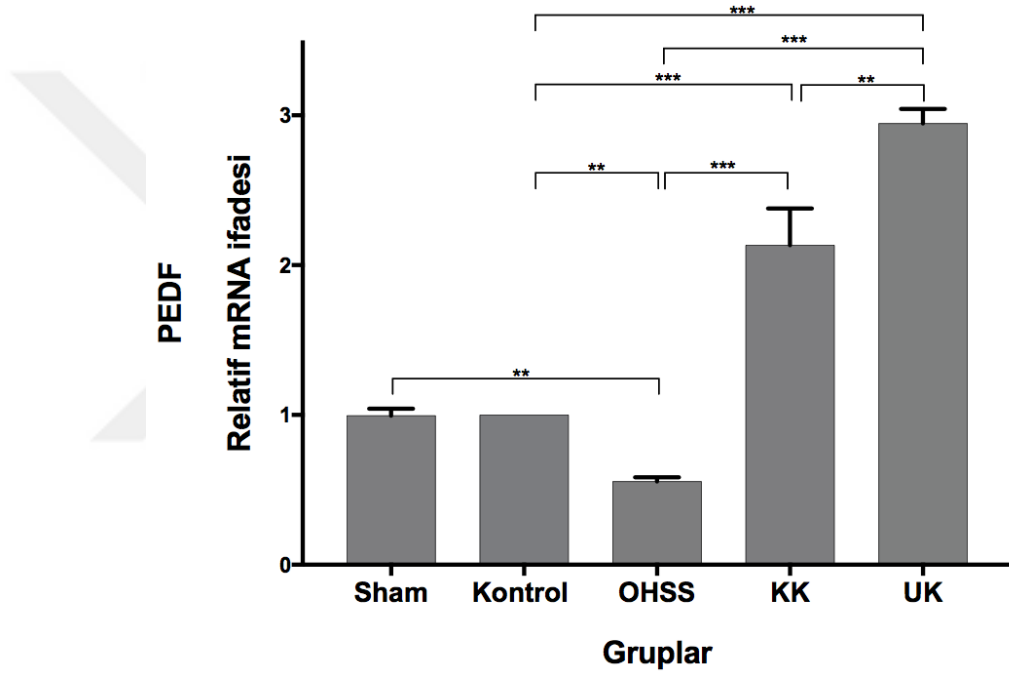 ***
***
***
**
**
***
**
PEDF
Relatif mRNA ifadesi
3
2
1
0
Sham Kontrol OHSS KK UK
Gruplar